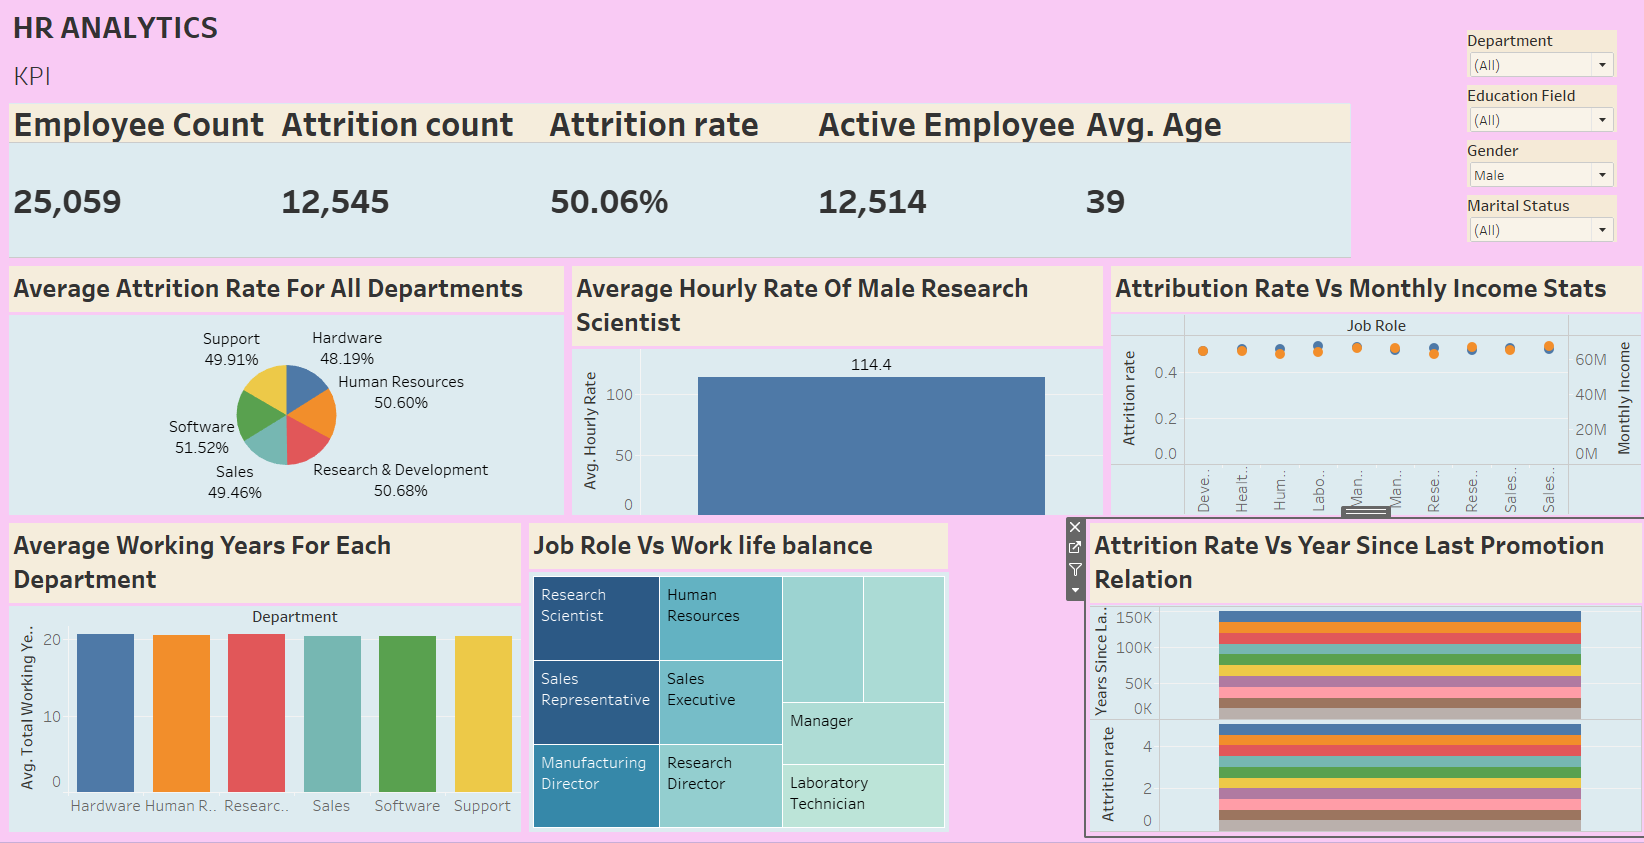 HR ANALYTICS
KPI
Employee Count Attrition count Attrition rate Active Employee Avg. Age
25,059 12,545 50.06% 12,514 39
Department
(All)
Education Field
(All)
Gender
Male
Marital Status
(All)
Average Attrition Rate For All Departments
Support
49.91%
Hardware
48.19%
Human Resources
50.60%
Software
51.52%
Sales
49.46%
Research & Development
50.68%
Average Hourly Rate Of Male Research
Scientist
114.4
Avg. Hourly Rate
100
50
0
Attribution Rate Vs Monthly Income Stats
Job Role
Attrition rate
0.4
0.2
0.0
60M
40M
20M
0M
Monthly Income
Deve..
Healt..
Hum..
Labo..
Man..
Man..
Rese..
Rese..
Sales..
Sales..
Average Working Years For Each
Department
Department
Avg. Total Working Ye..
20
10
0
Hardware Human R.. Researc.. Sales Software Support
Job Role Vs Work life balance
Research
Scientist
Human
Resources
Sales
Representative
Sales
Executive
Manager
Manufacturing
Director
Research
Director
Laboratory
Technician
Attrition Rate Vs Year Since Last Promotion
Relation
Years Since La..
150K
100K
50K
0K
Attrition rate
4
2
0